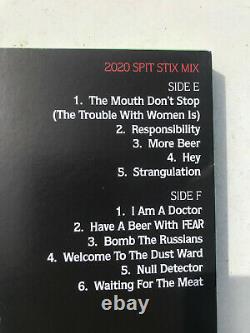 2020 SPIT STIX MIX
SIDE E
1. The Mouth Don't Stop
(The Trouble With Women Is)
2. Responsibility
3. More Beer
4. Hey
5. Strangulation
SIDE F
1. I Am A Doctor
2. Have A Beer With FEAR
3. Bomb The Russians
4. Welcome To The Dust Ward
5. Null Detector
6. Waiting For The Meat